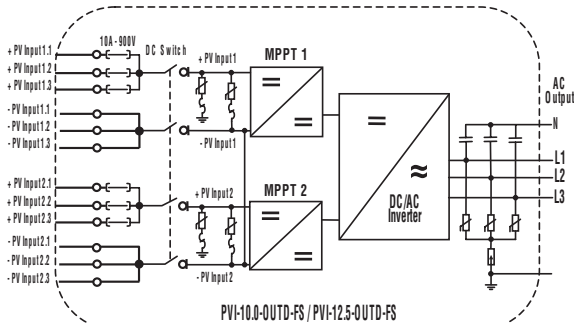 10A - 900V
DC Switch
+ PV Input1.1
+ PV Input1.2
+ PV Input1.3
- PV Input1.1
- PV Input1.2
- PV Input1.3
+ PV Input1
- PV Input1
MPPT 1
+ PV Input2.1
+ PV Input2.2
+ PV Input2.3
- PV Input2.1
- PV Input2.2
- PV Input2.3
+ PV Input2
- PV Input2
MPPT 2
DC/AC
Inverter
AC
Output
N
L1
L2
L3
PVI-10.0-OUTD-FS / PVI-12.5-OUTD-FS